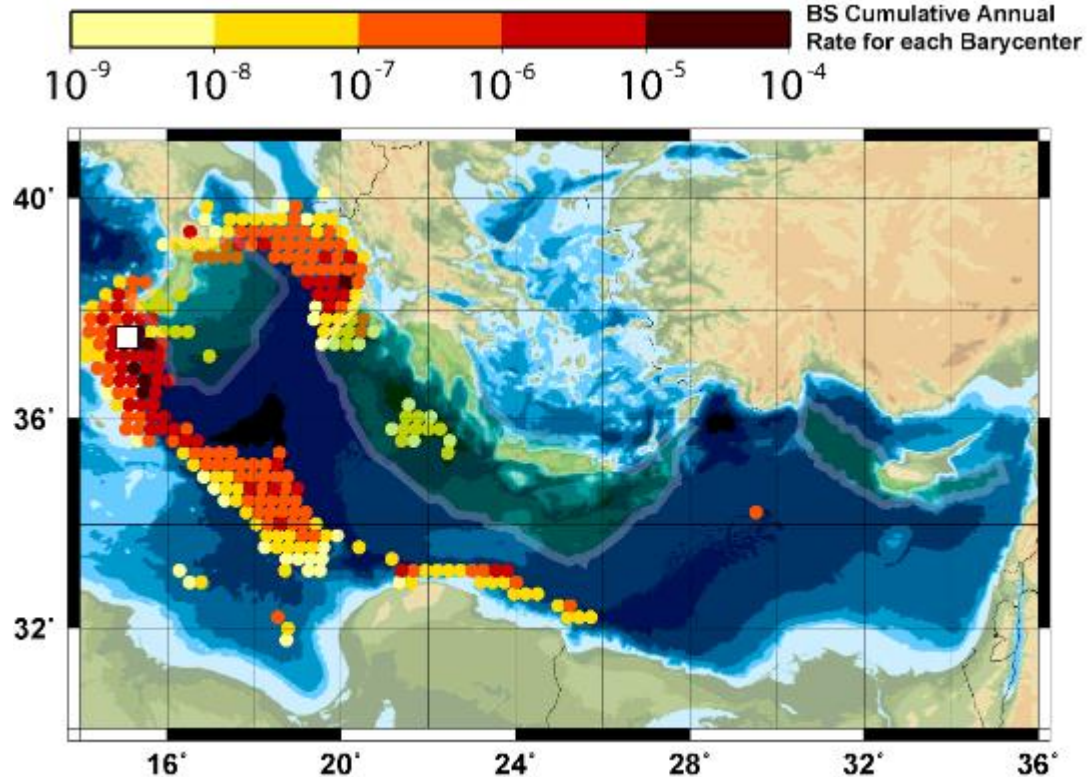 BS Cumulative Annual
Rate for each Barycenter
10⁻⁹ 10⁻⁸ 10⁻⁷ 10⁻⁶ 10⁻⁵ 10⁻⁴
40˚
36˚
32˚
16˚ 20˚ 24˚ 28˚ 32˚ 36˚